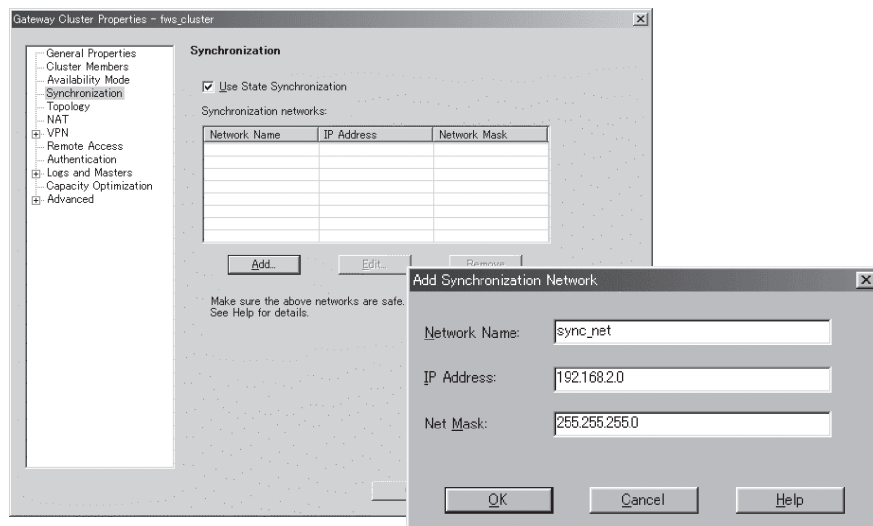 Gateway Cluster Properties - fws_cluster
General Properties
Cluster Members
Availability Mode
Synchronization
Topology
NAT
VPN
Remote Access
Authentication
Logs and Masters
Capacity Optimization
Advanced
Synchronization
Use State Synchronization
Synchronization networks:
Network Name IP Address Network Mask
Add... Edit... Remove
Make sure the above networks are safe.
See Help for details.
Add Synchronization Network
Network Name: sync_net
IP Address: 192.168.2.0
Net Mask: 255.255.255.0
OK Cancel Help